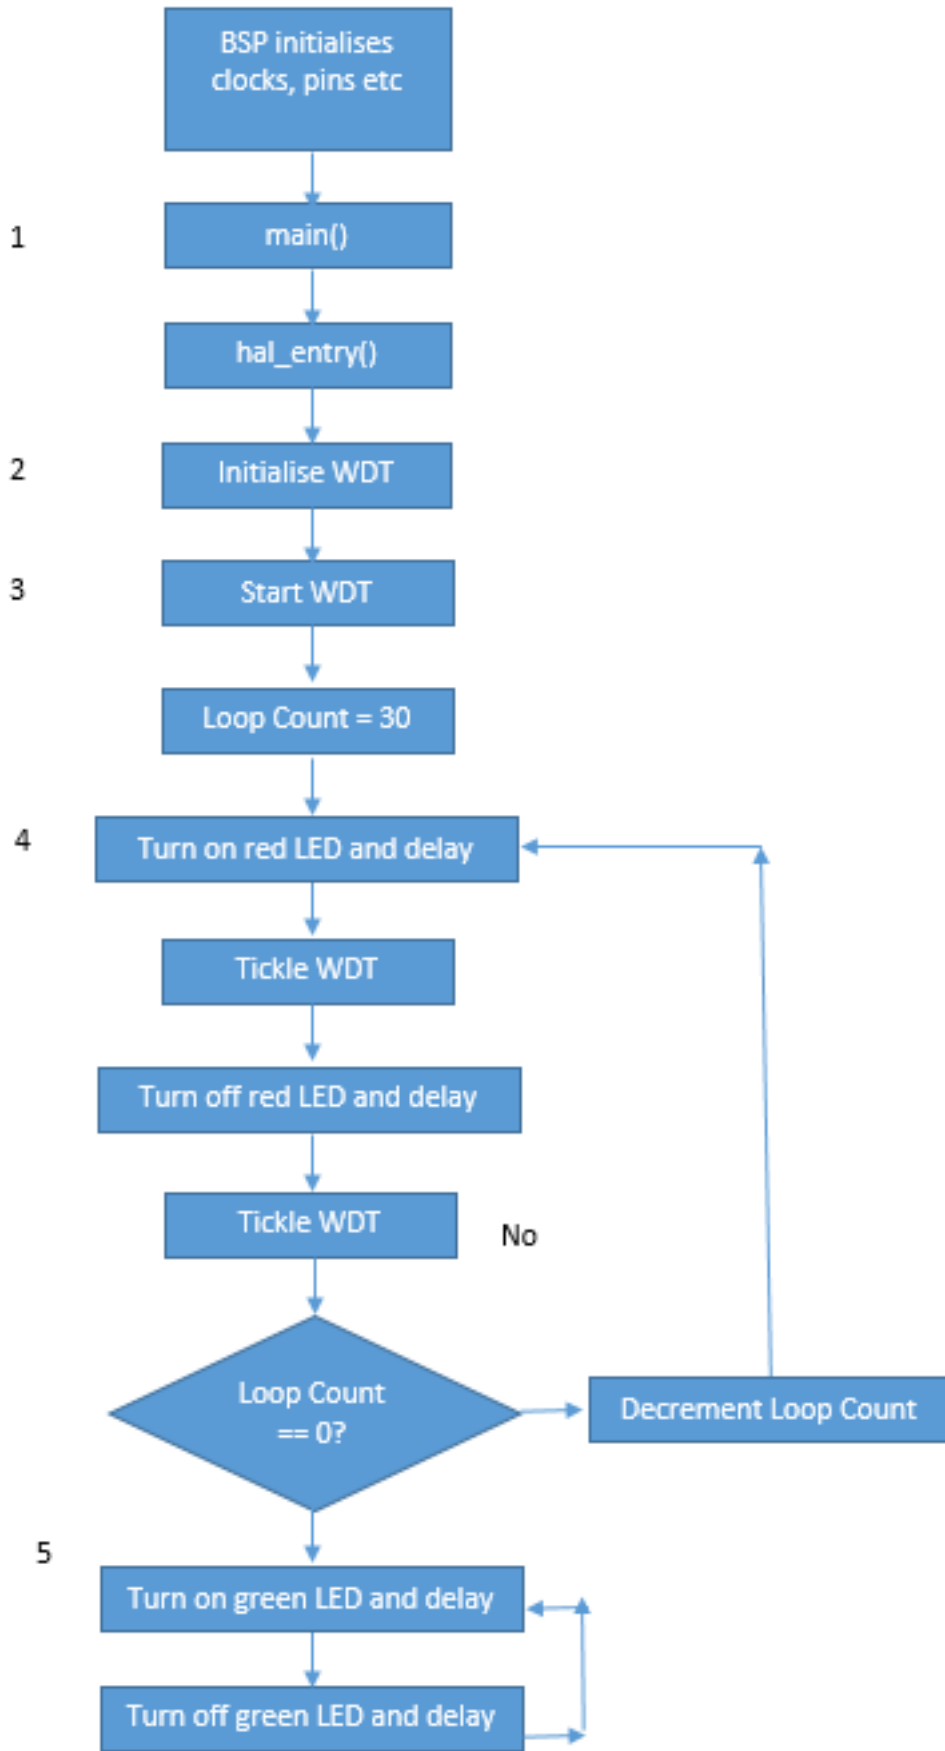 BSP initialises
clocks, pins etc
1
main()
hal_entry()
2
Initialise WDT
3
Start WDT
Loop Count = 30
4
Turn on red LED and delay
Tickle WDT
Turn off red LED and delay
Tickle WDT
No
Loop Count
== 0?
Decrement Loop Count
5
Turn on green LED and delay
Turn off green LED and delay